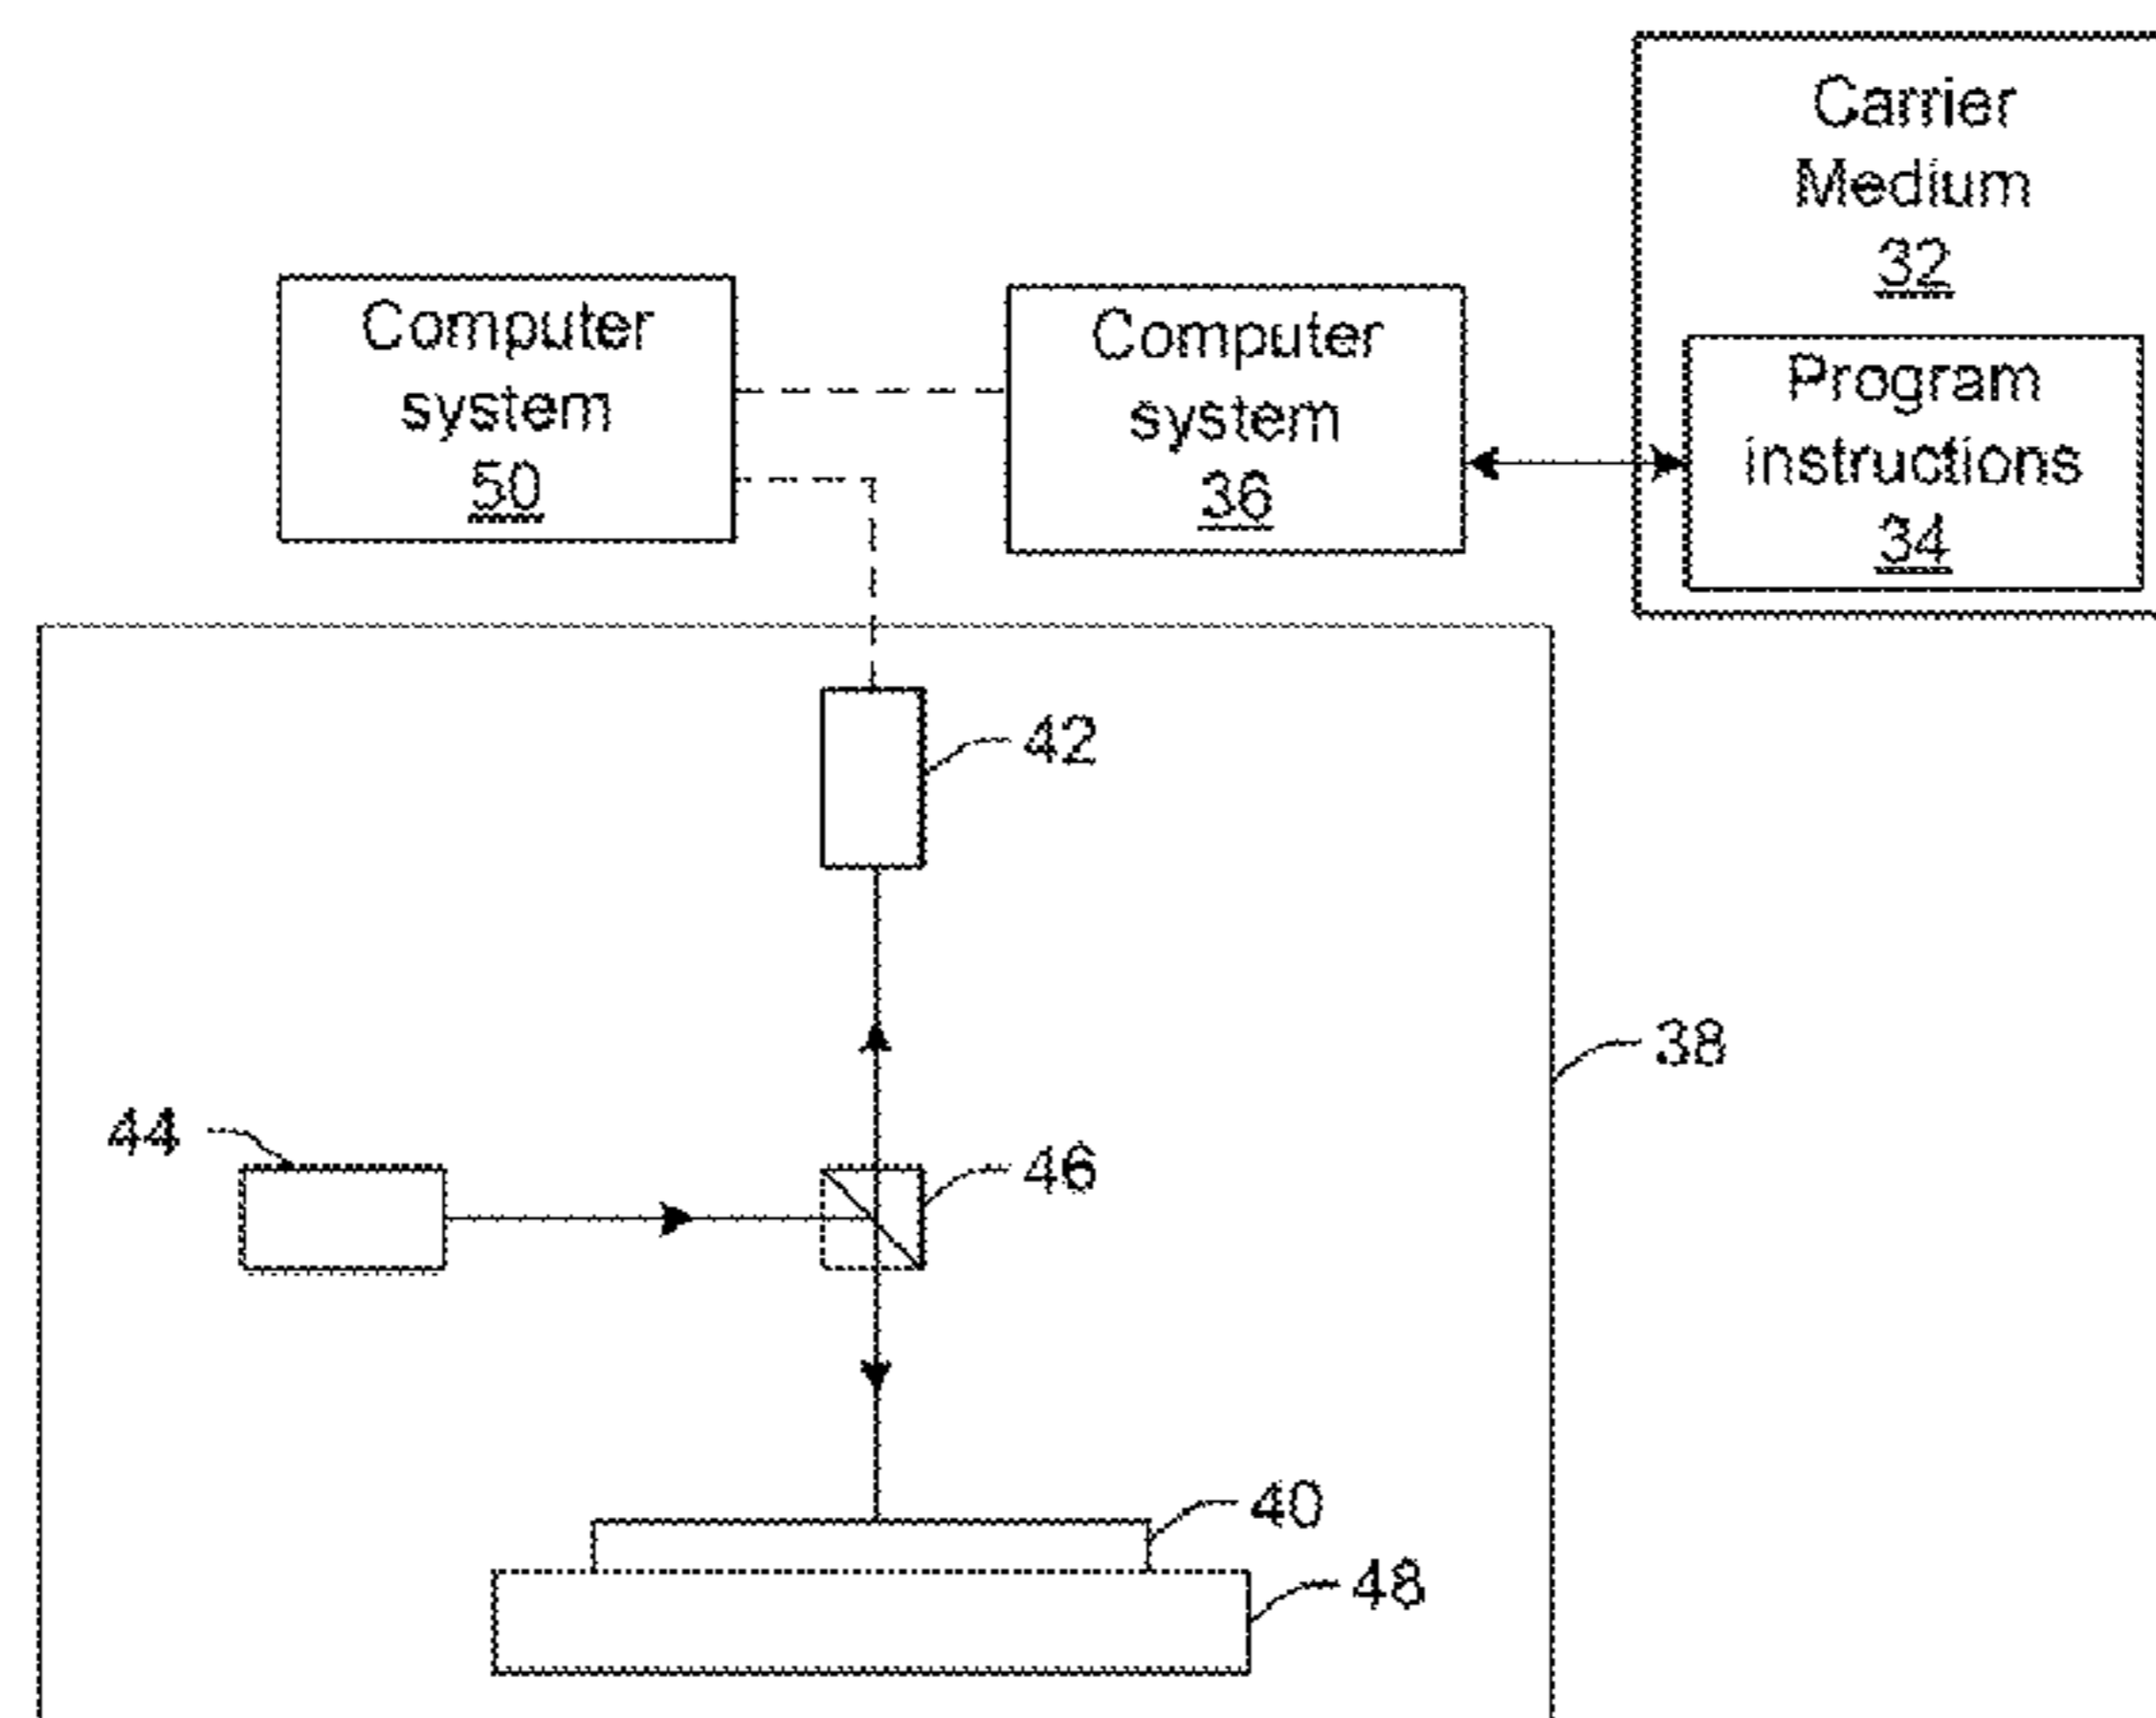 Carrier
Medium
32
Computer
system
50
Computer
system
36
Program
instructions
34
42
38
44
46
40
48